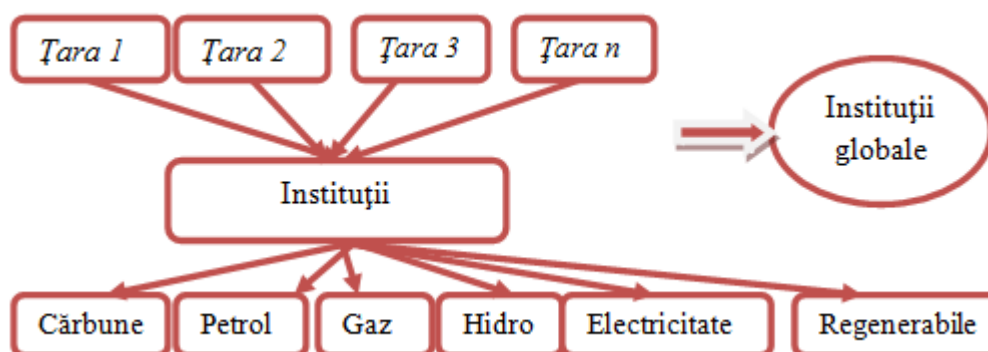 Ţara 1
Ţara 2
Ţara 3
Ţara n
Instituţii
globale
Instituţii
Cărbune
Petrol
Gaz
Hidro
Electricitate
Regenerabile